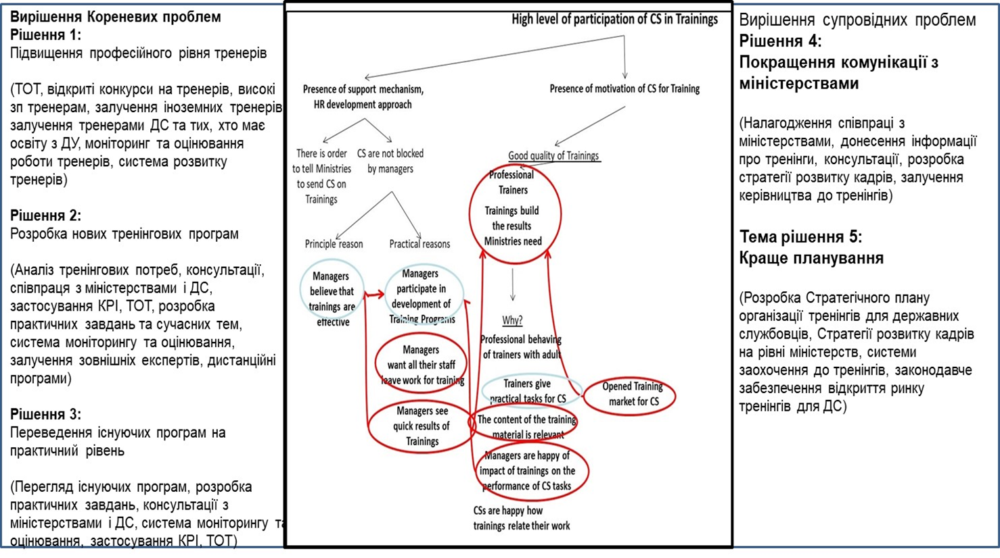 Вирішення Кореневих проблем
Рішення 1:
Підвищення професійного рівня тренерів
(ТОТ, відкриті конкурси на тренерів, високі
зп тренерам, залучення іноземних тренерів
залучення тренерами ДС та тих, хто має
освіту з ДУ, моніторинг та оцінювання
роботи тренерів, система розвитку
тренерів)
Рішення 2:
Розробка нових тренінгових програм
(Аналіз тренінгових потреб, консультації,
співпраця з міністерствами і ДС,
застосування КРІ, ТОТ, розробка
практичних завдань та сучасних тем,
система моніторингу та оцінювання,
залучення зовнішніх експертів, дистанційні
програми)
Рішення 3:
Переведення існуючих програм на
практичний рівень
(Перегляд існуючих програм, розробка
практичних завдань, консультації з
міністерствами і ДС, система моніторингу та
оцінювання, застосування КРІ, ТОТ)
High level of participation of CS in Trainings
Presence of support mechanism,
HR development approach
Presence of motivation of CS for Training
There is order
to tell Ministries
to send CS on
Trainings
CS are not blocked
by managers
Good quality of Trainings
Professional
Trainers
Trainings build
the results
Ministries need
Principle reason
Practical reasons
Managers
believe that
trainings are
effective
Managers
participate in
development of
Training Programs
Managers
want all their staff
leave work for training
Managers see
quick results of
Trainings
Why?
Professional behaving
of trainers with adult
Trainers give
practical tasks for CS
The content of the training
material is relevant
Managers are happy of
impact of trainings on the
performance of CS tasks
CSs are happy how
trainings relate their work
Opened Training
market for CS
Вирішення супровідних проблем
Рішення 4:
Покращення комунікації з
міністерствами
(Налагодження співпраці з
міністерствами, донесення інформації
про тренінги, консультації, розробка
стратегії розвитку кадрів, залучення
керівництва до тренінгів)
Тема рішення 5:
Краще планування
(Розробка Стратегічного плану
організації тренінгів для державних
службовців, Стратегії розвитку кадрів
на рівні міністерств, системи
заохочення до тренінгів, законодавче
забезпечення відкриття ринку
тренінгів для ДС)